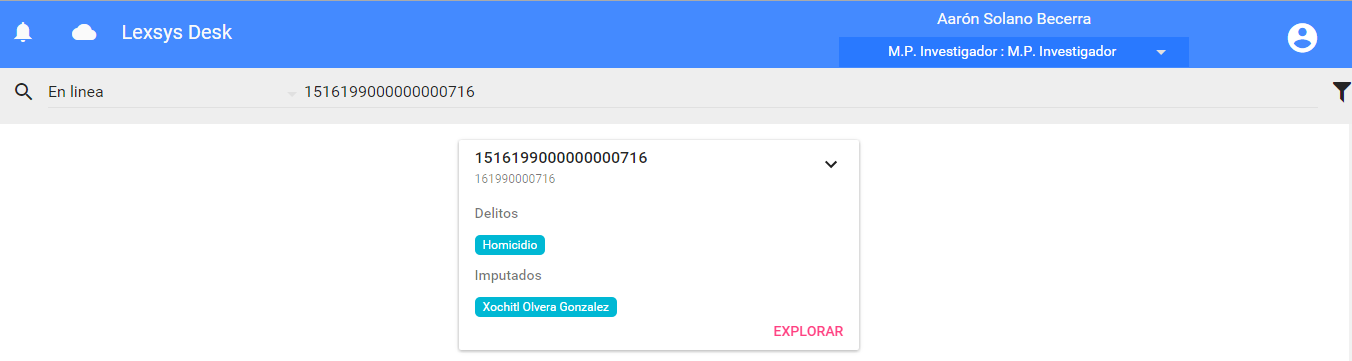 Lexsys Desk
Aarón Solano Becerra
M.P. Investigador : M.P. Investigador
En linea
1516199000000000716
1516199000000000716
161990000716
Delitos
Homicidio
Imputados
Xochitl Olvera Gonzalez
EXPLORAR